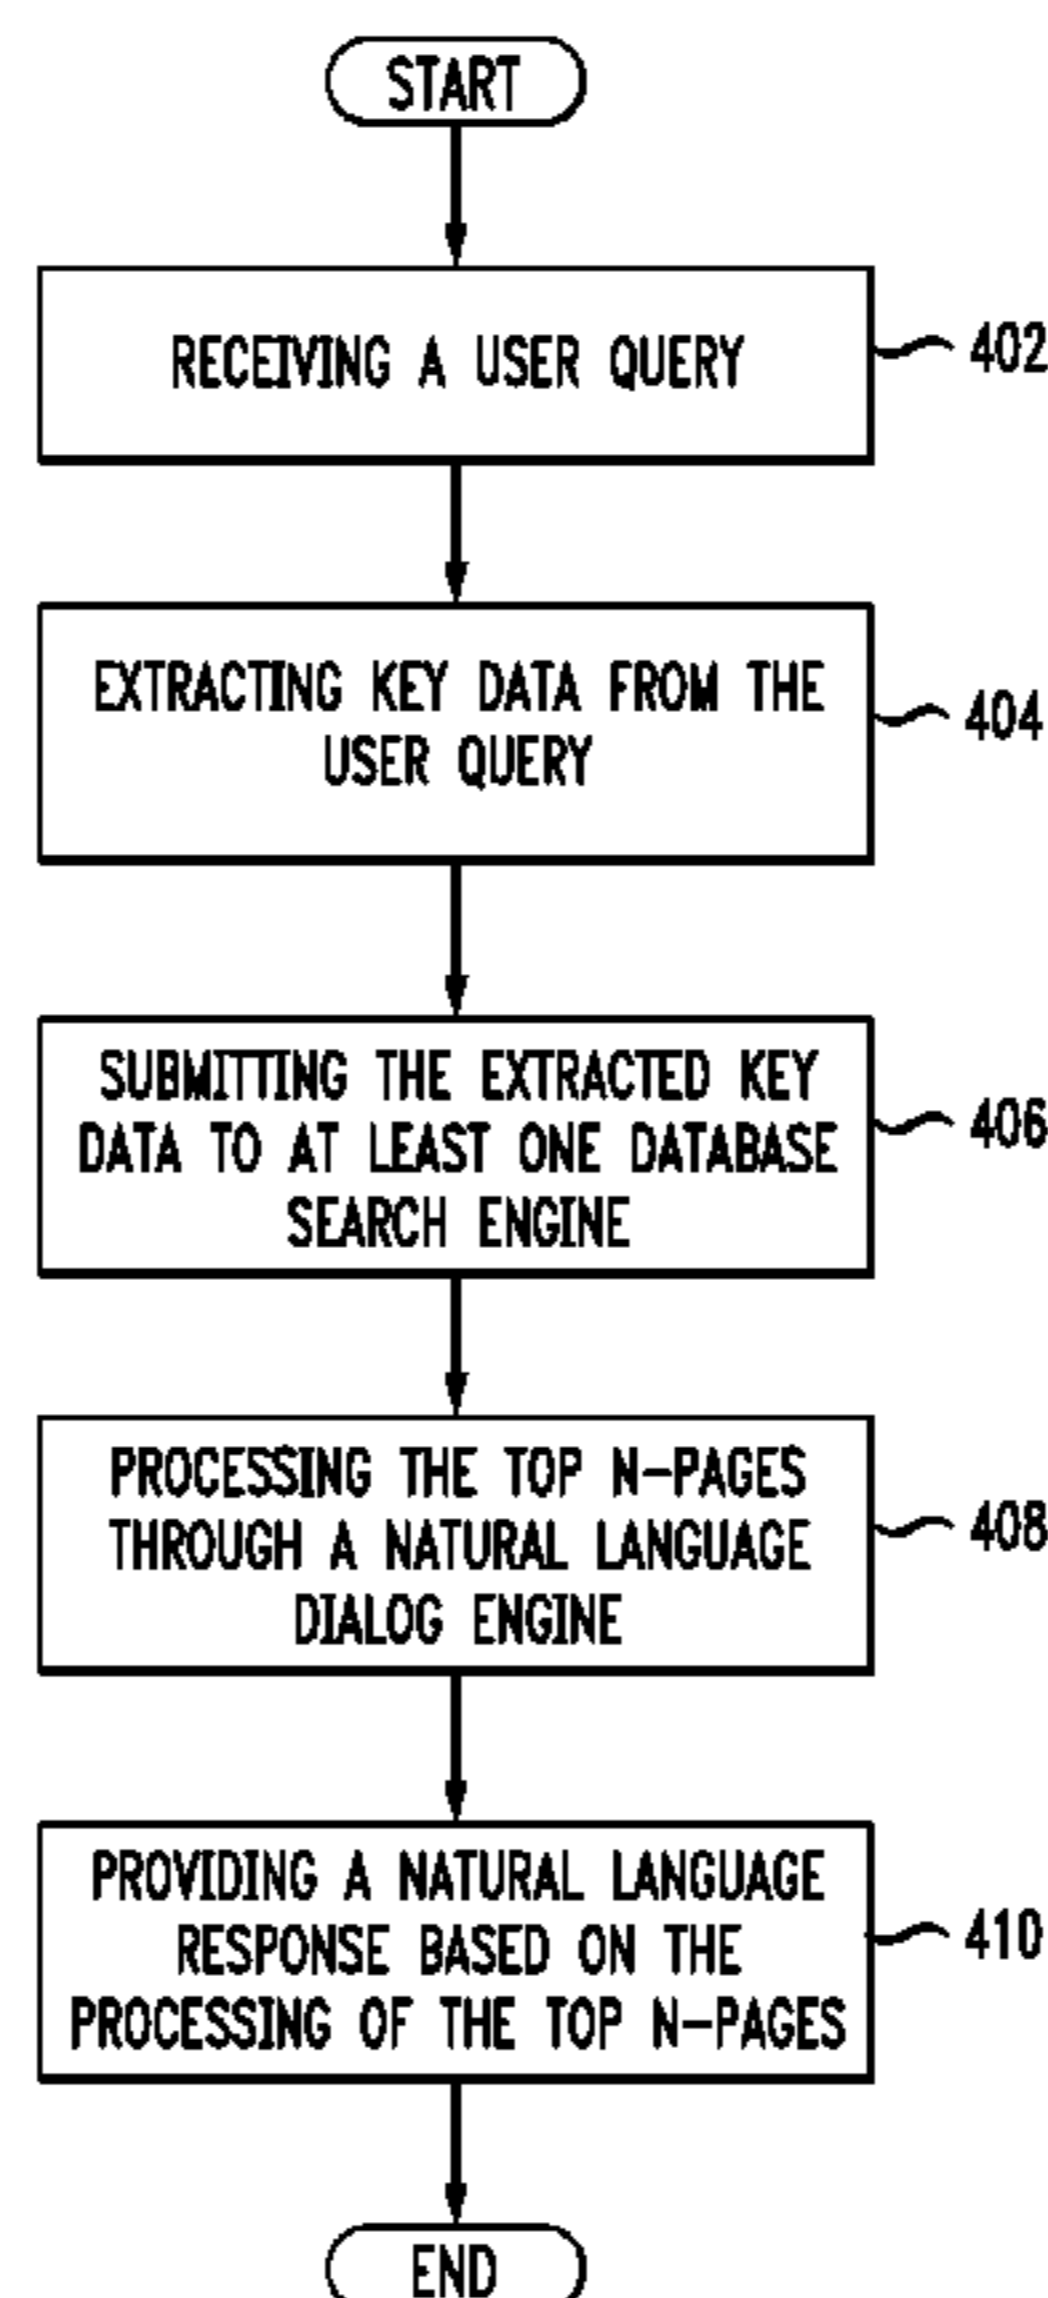 START
RECEIVING A USER QUERY
402
EXTRACTING KEY DATA FROM THE
USER QUERY
404
SUBMITTING THE EXTRACTED KEY
DATA TO AT LEAST ONE DATABASE
SEARCH ENGINE
406
PROCESSING THE TOP N-PAGES
THROUGH A NATURAL LANGUAGE
DIALOG ENGINE
408
PROVIDING A NATURAL LANGUAGE
RESPONSE BASED ON THE
PROCESSING OF THE TOP N-PAGES
410
END